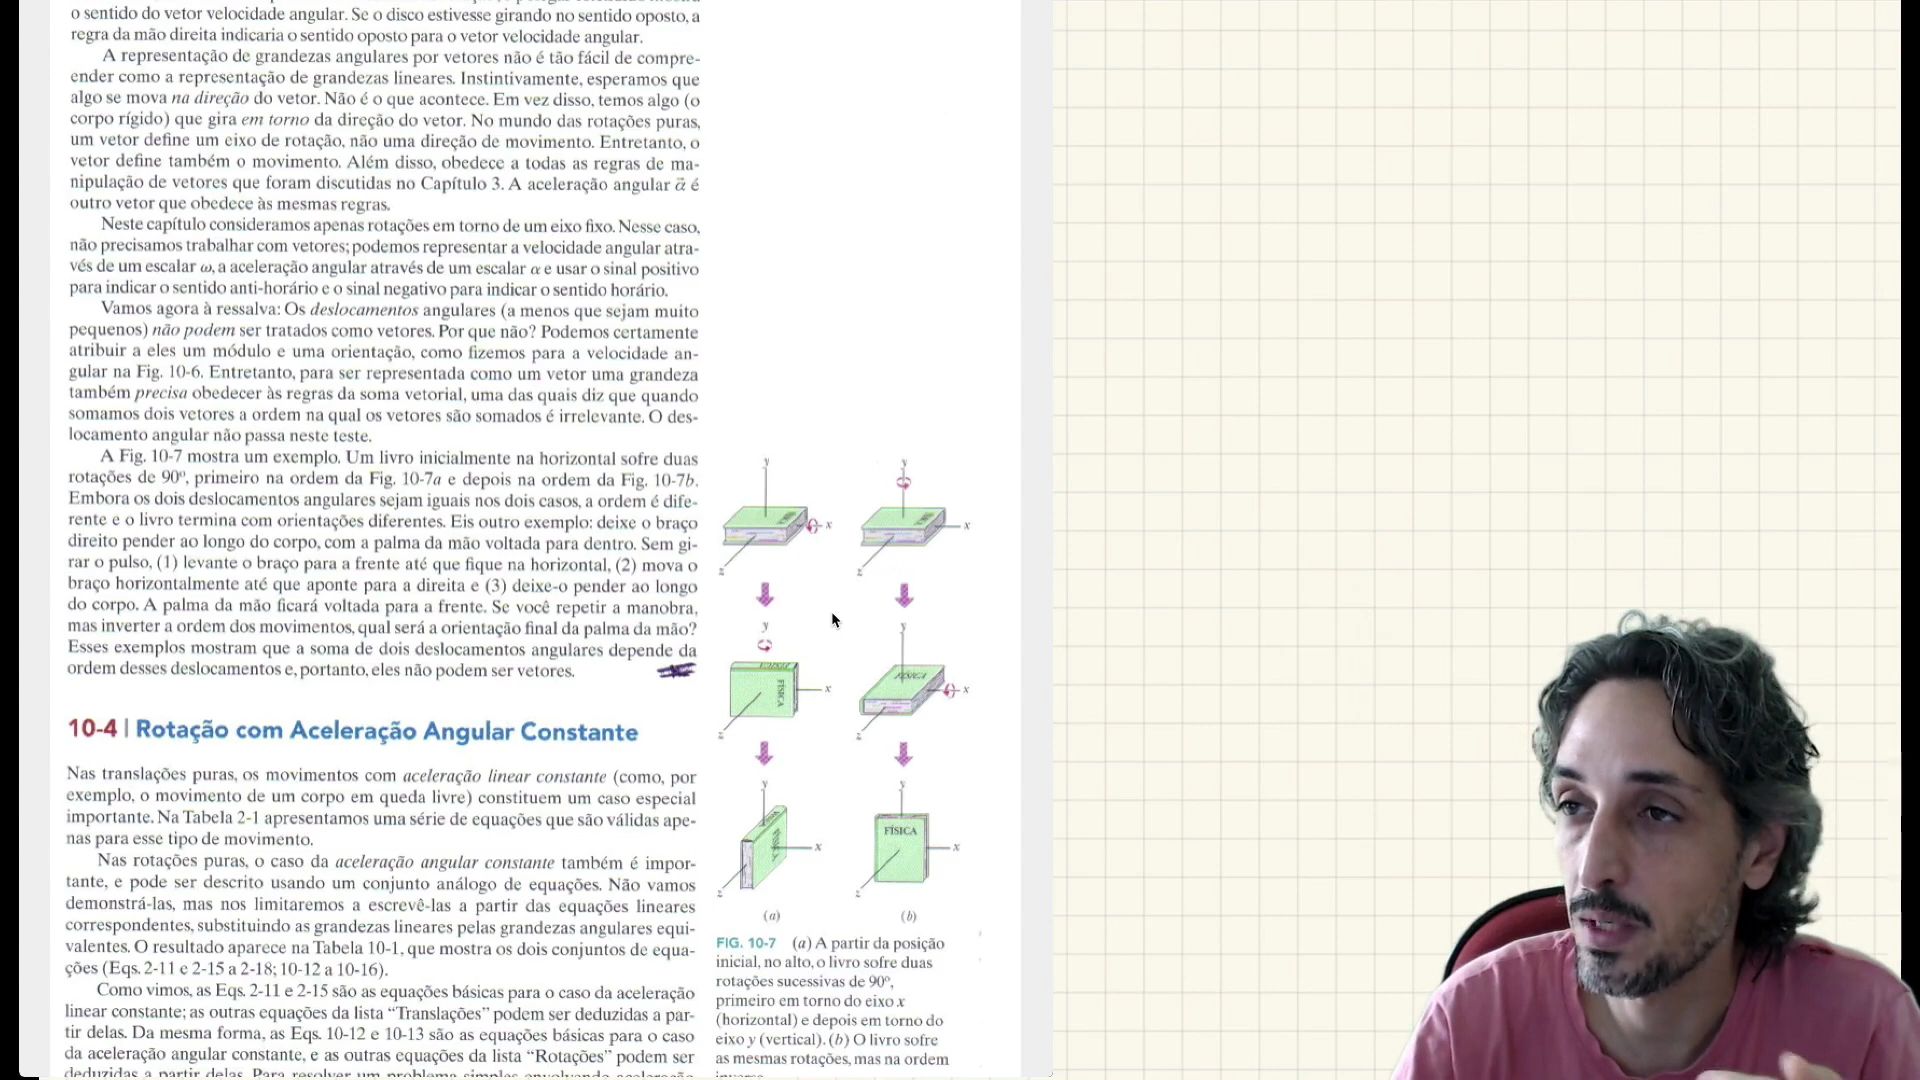 o sentido do vetor velocidade angular. Se o disco estivesse girando no sentido oposto, a
regra da mão direita indicaria o sentido oposto para o vetor velocidade angular.
A representação de grandezas angulares por vetores não é tão fácil de compre-
ender como a representação de grandezas lineares. Instintivamente, esperamos que
algo se mova na direção do vetor. Não é o que acontece. Em vez disso, temos algo (o
corpo rígido) que gira em torno da direção do vetor. No mundo das rotações puras,
um vetor define um eixo de rotação, não uma direção de movimento. Entretanto, o
vetor define também o movimento. Além disso, obedece a todas as regras de ma-
nipulação de vetores que foram discutidas no Capítulo 3. A aceleração angular α⃗ é
outro vetor que obedece às mesmas regras.
Neste capítulo consideramos apenas rotações em torno de um eixo fixo. Nesse caso,
não precisamos trabalhar com vetores; podemos representar a velocidade angular atra-
vés de um escalar ω, a aceleração angular através de um escalar α e usar o sinal positivo
para indicar o sentido anti-horário e o sinal negativo para indicar o sentido horário.
Vamos agora à ressalva: Os deslocamentos angulares (a menos que sejam muito
pequenos) não podem ser tratados como vetores. Por que não? Podemos certamente
atribuir a eles um módulo e uma orientação, como fizemos para a velocidade an-
gular na Fig. 10-6. Entretanto, para ser representada como um vetor uma grandeza
também precisa obedecer às regras da soma vetorial, uma das quais diz que quando
somamos dois vetores a ordem na qual os vetores são somados é irrelevante. O des-
locamento angular não passa neste teste.
A Fig. 10-7 mostra um exemplo. Um livro inicialmente na horizontal sofre duas
rotações de 90º, primeiro na ordem da Fig. 10-7a e depois na ordem da Fig. 10-7b.
Embora os dois deslocamentos angulares sejam iguais nos dois casos, a ordem é dife-
rente e o livro termina com orientações diferentes. Eis outro exemplo: deixe o braço
direito pender ao longo do corpo, com a palma da mão voltada para dentro. Sem gi-
rar o pulso, (1) levante o braço para a frente até que fique na horizontal, (2) mova o
braço horizontalmente até que aponte para a direita e (3) deixe-o pender ao longo
do corpo. A palma da mão ficará voltada para a frente. Se você repetir a manobra,
mas inverter a ordem dos movimentos, qual será a orientação final da palma da mão?
Esses exemplos mostram que a soma de dois deslocamentos angulares depende da
ordem desses deslocamentos e, portanto, eles não podem ser vetores.
10-4 | Rotação com Aceleração Angular Constante
Nas translações puras, os movimentos com aceleração linear constante (como, por
exemplo, o movimento de um corpo em queda livre) constituem um caso especial
importante. Na Tabela 2-1 apresentamos uma série de equações que são válidas ape-
nas para esse tipo de movimento.
Nas rotações puras, o caso da aceleração angular constante também é impor-
tante, e pode ser descrito usando um conjunto análogo de equações. Não vamos
demonstrá-las, mas nos limitaremos a escrevê-las a partir das equações lineares
correspondentes, substituindo as grandezas lineares pelas grandezas angulares equi-
valentes. O resultado aparece na Tabela 10-1, que mostra os dois conjuntos de equa-
ções (Eqs. 2-11 e 2-15 a 2-18; 10-12 a 10-16).
Como vimos, as Eqs. 2-11 e 2-15 são as equações básicas para o caso da aceleração
linear constante; as outras equações da lista “Translações” podem ser deduzidas a par-
tir delas. Da mesma forma, as Eqs. 10-12 e 10-13 são as equações básicas para o caso
da aceleração angular constante, e as outras equações da lista “Rotações” podem ser
deduzidas a partir delas. Para resolver um problema simples envolvendo aceleração
y y
x x
z z
y y
FÍSICA FÍSICA
x x
z z
y y
FÍSICA
x x
z z
(a) (b)
FIG. 10-7 (a) A partir da posição
inicial, no alto, o livro sofre duas
rotações sucessivas de 90º,
primeiro em torno do eixo x
(horizontal) e depois em torno do
eixo y (vertical). (b) O livro sofre
as mesmas rotações, mas na ordem